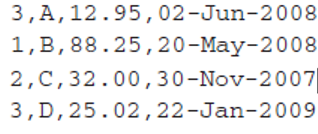 3,A,12.95,02-Jun-2008
1,B,88.25,20-May-2008
2,C,32.00,30-Nov-2007
3,D,25.02,22-Jan-2009